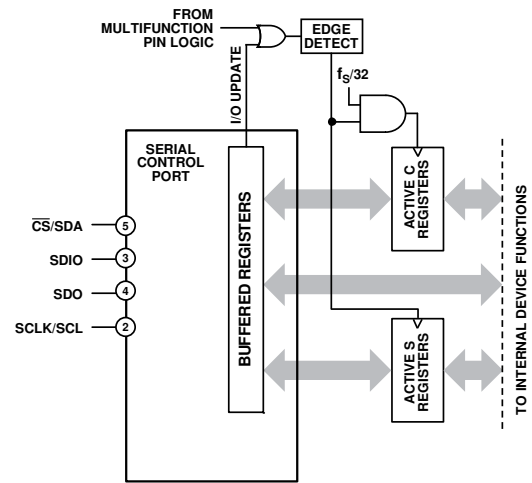 FROM
MULTIFUNCTION
PIN LOGIC
EDGE
DETECT
I/O UPDATE
fS/32
SERIAL
CONTROL
PORT
BUFFERED REGISTERS
ACTIVE C
REGISTERS
CS/SDA
5
SDIO
3
SDO
4
SCLK/SCL
2
ACTIVE S
REGISTERS
TO INTERNAL DEVICE FUNCTIONS